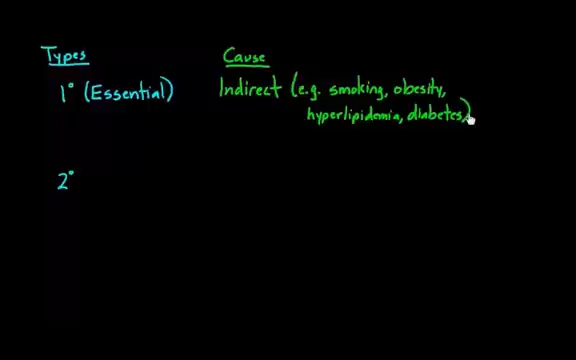 Types Cause
1° (Essential) Indirect (e.g. smoking, obesity,
hyperlipidemia, diabetes)
2°